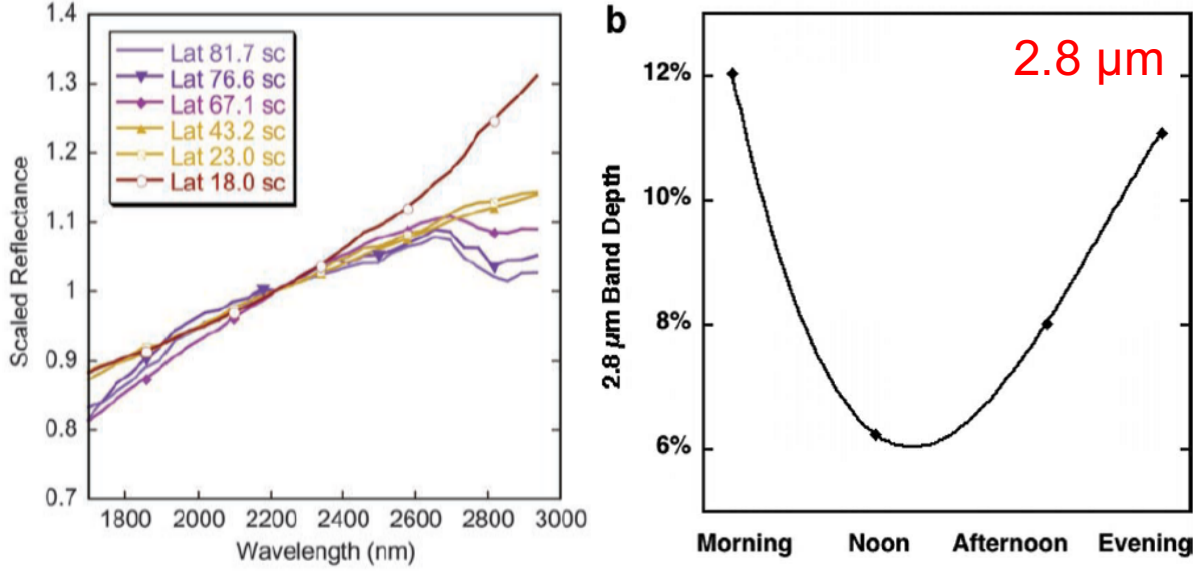 1.4
1.3
1.2
1.1
1
0.9
0.8
0.7
Scaled Reflectance
Lat 81.7 sc
Lat 76.6 sc
Lat 67.1 sc
Lat 43.2 sc
Lat 23.0 sc
Lat 18.0 sc
1800 2000 2200 2400 2600 2800 3000
Wavelength (nm)
b
2.8 μm
12%
10%
8%
6%
2.8 μm Band Depth
Morning Noon Afternoon Evening